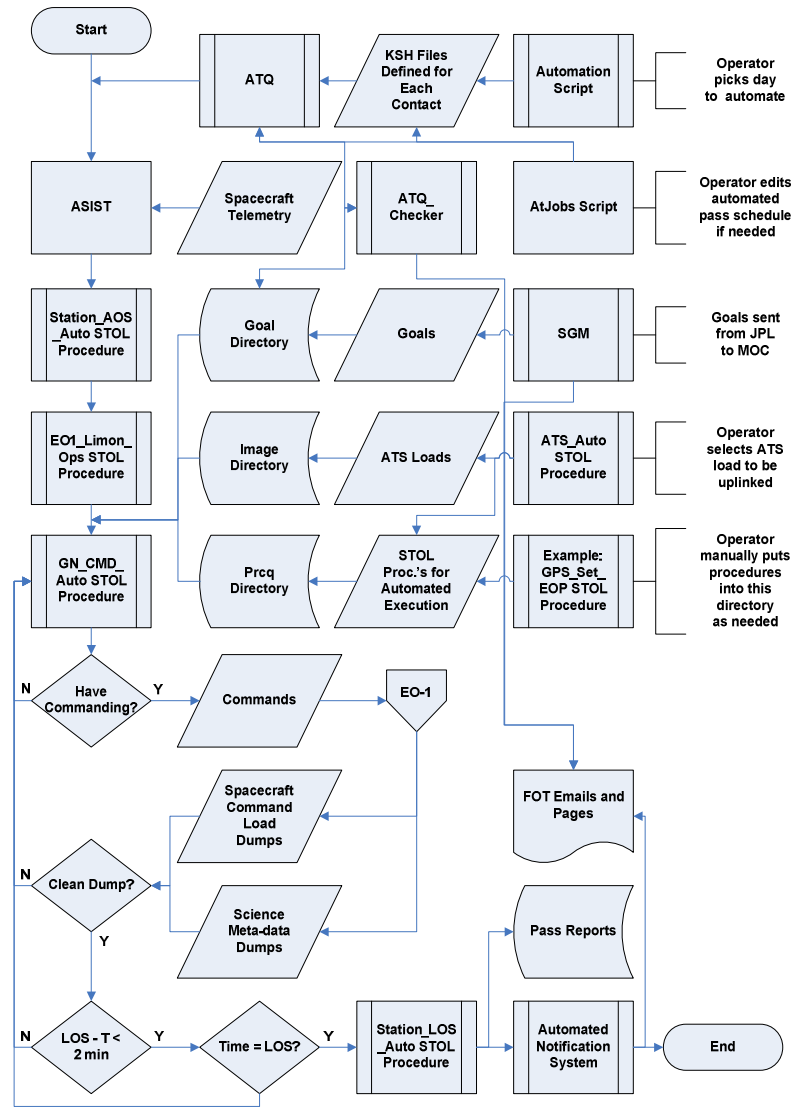 Start
ATQ
KSH Files
Defined for
Each
Contact
Automation
Script
Operator
picks day
to automate
ASIST
Spacecraft
Telemetry
ATQ_
Checker
AtJobs Script
Operator edits
automated
pass schedule
if needed
Station_AOS
_Auto STOL
Procedure
Goal
Directory
Goals
SGM
Goals sent
from JPL
to MOC
EO1_Limon_
Ops STOL
Procedure
Image
Directory
ATS Loads
ATS_Auto
STOL
Procedure
Operator
selects ATS
load to be
uplinked
GN_CMD_
Auto STOL
Procedure
Prcq
Directory
STOL
Proc.'s for
Automated
Execution
Example:
GPS_Set_
EOP STOL
Procedure
Operator
manually puts
procedures
into this
directory
as needed
N
Have
Commanding?
Y
Commands
EO-1
Spacecraft
Command
Load
Dumps
FOT Emails and
Pages
N
Clean Dump?
Y
Science
Meta-data
Dumps
Pass Reports
N
LOS - T <
2 min
Y
Time = LOS?
Y
Station_LOS
_Auto STOL
Procedure
Automated
Notification
System
End